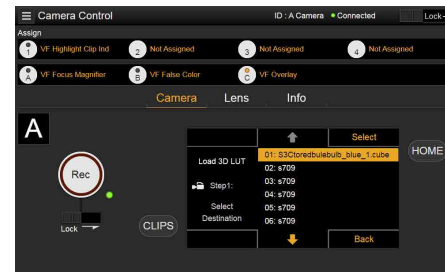 Camera Control
ID : A Camera
Connected
Lock
Assign
1 VF Highlight Clip Ind
2 Not Assigned
3 Not Assigned
4 Not Assigned
A VF Focus Magnifier
B VF False Color
C VF Overlay
Camera
Lens
Info
A
Select
Load 3D LUT
Step1:
Select
Destination
01: S3Ctoredbulebulb_blue_1.cube
02: s709
03: s709
04: s709
05: s709
06: s709
HOME
Rec
Lock
CLIPS
Back